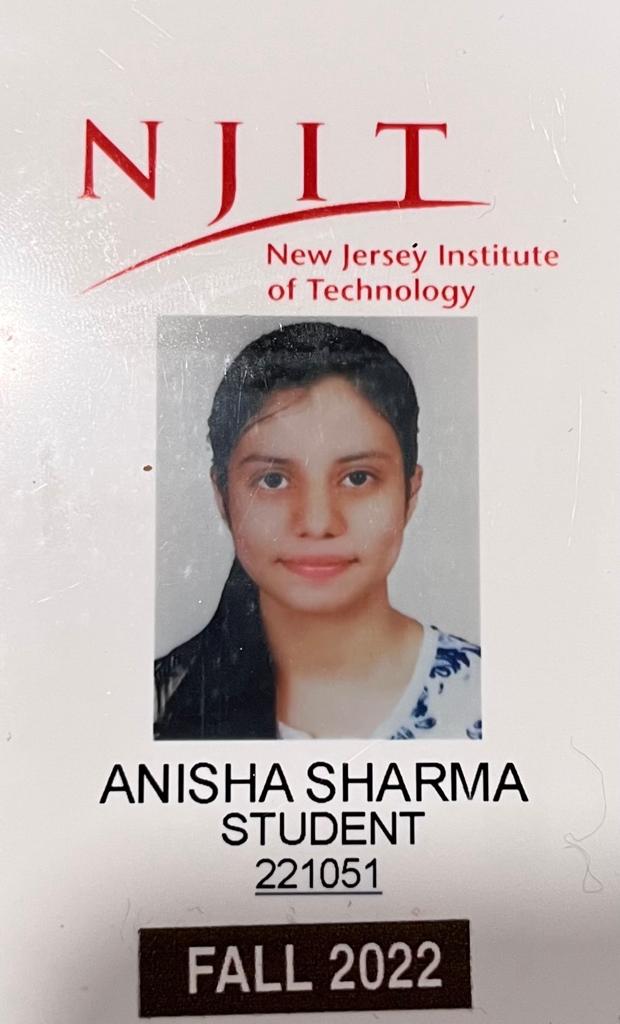 NJIT
New Jersey Institute
of Technology
ANISHA SHARMA
STUDENT
221051
FALL 2022